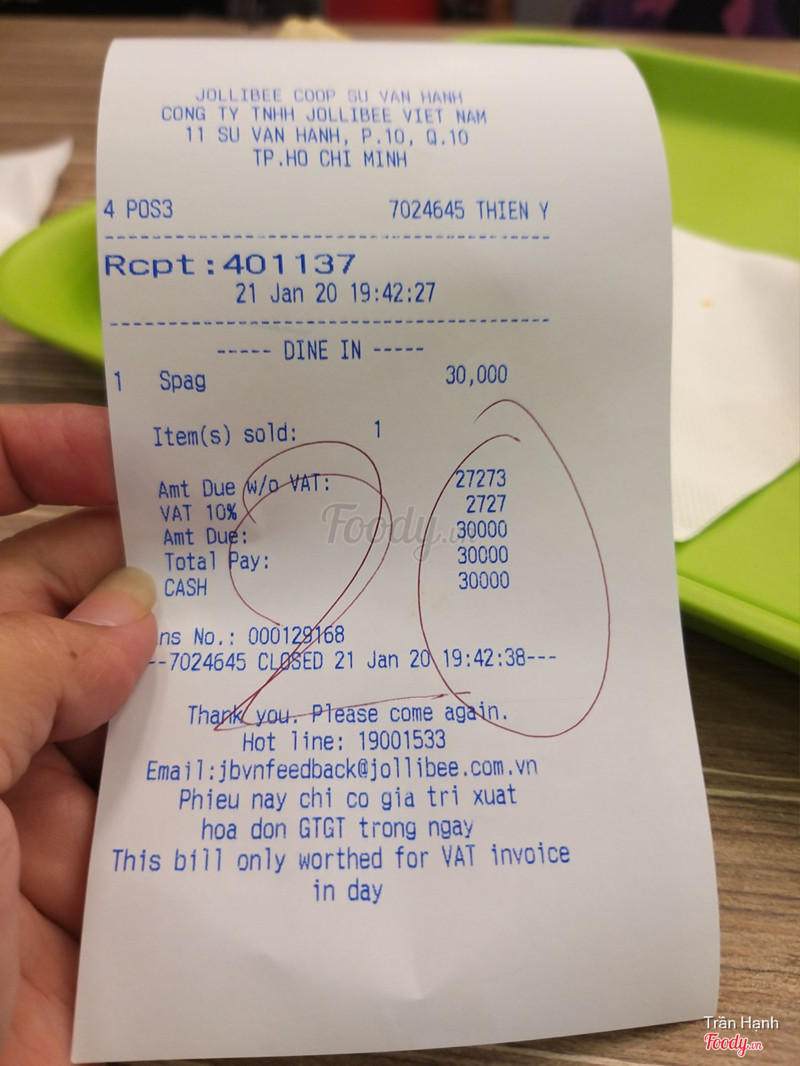 JOLLIBEE COOP SU VAN HANH
CONG TY TNHH JOLLIBEE VIET NAM
11 SU VAN HANH, P.10, Q.10
TP.HO CHI MINH
4 POS3 7024645 THIEN Y
Rcpt:401137
21 Jan 20 19:42:27
----- DINE IN -----
1 Spag 30,000
Item(s) sold: 1
Amt Due w/o VAT: 27273
VAT 10% 2727
Amt Due: 30000
Total Pay: 30000
CASH 30000
20
Foody.vn
ns No.: 000129168
--7024645 CLOSED 21 Jan 20 19:42:38---
Thank you. Please come again.
Hot line: 19001533
Email:jbvnfeedback@jollibee.com.vn
Phieu nay chi co gia tri xuat
hoa don GTGT trong ngay
This bill only worthed for VAT invoice
in day
Trần Hạnh
Foody.vn